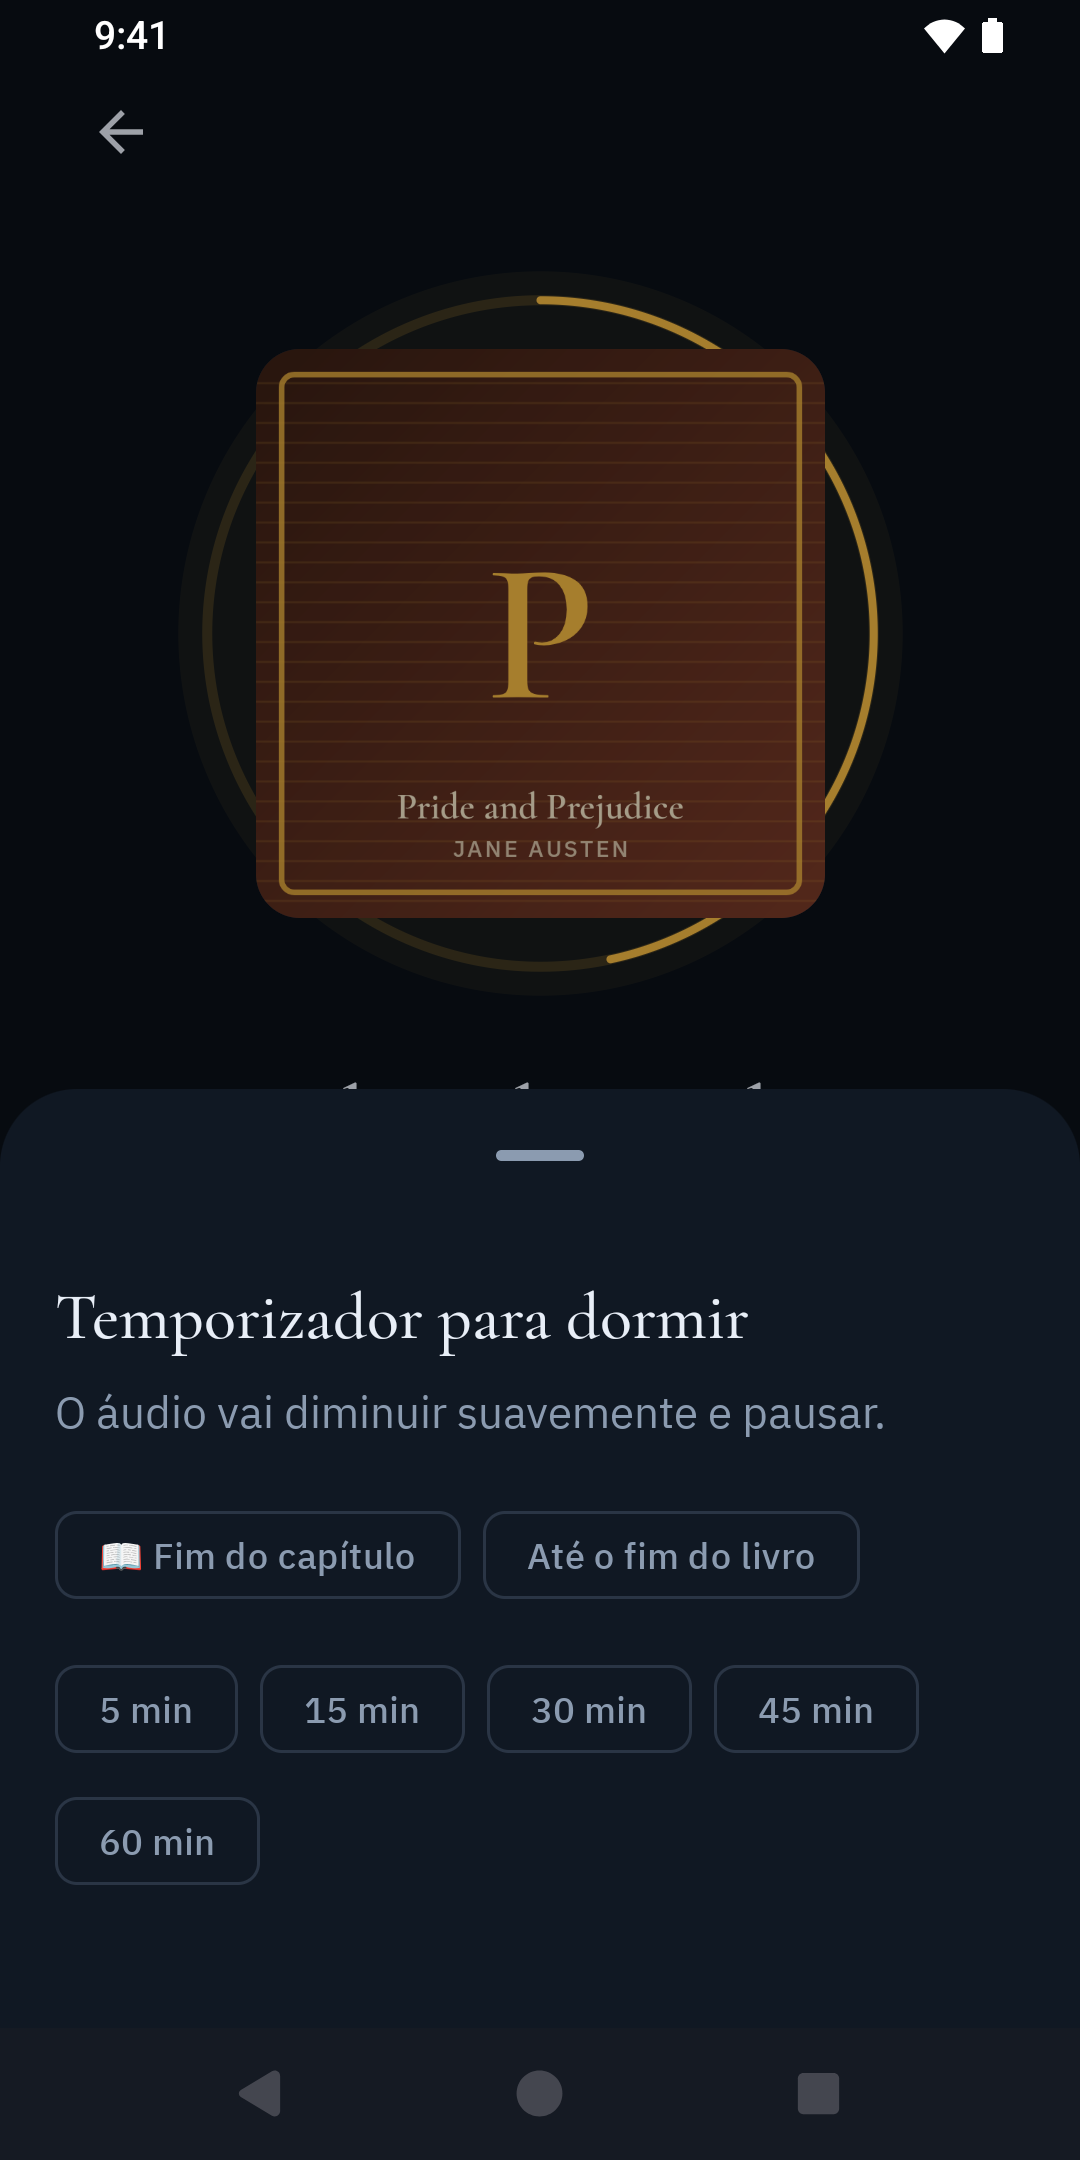 9:41
P
Pride and Prejudice
JANE AUSTEN
Temporizador para dormir
O áudio vai diminuir suavemente e pausar.
📖 Fim do capítulo
Até o fim do livro
5 min
15 min
30 min
45 min
60 min